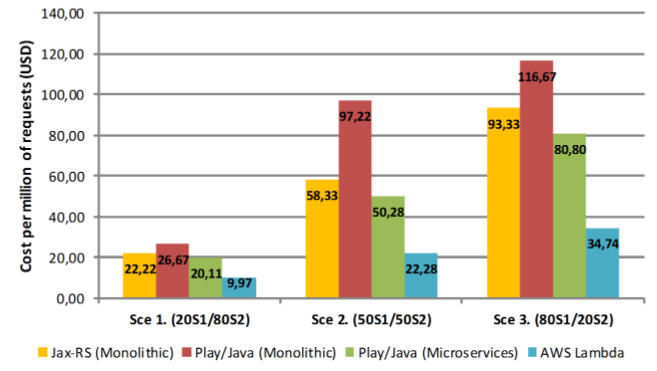 Cost per million of requests (USD)
140,00
120,00
100,00
80,00
60,00
40,00
20,00
0,00
22,22
26,67
20,11
9,97
58,33
97,22
50,28
22,28
93,33
116,67
80,80
34,74
Sce 1. (20S1/80S2)
Sce 2. (50S1/50S2)
Sce 3. (80S1/20S2)
Jax-RS (Monolithic)
Play/Java (Monolithic)
Play/Java (Microservices)
AWS Lambda